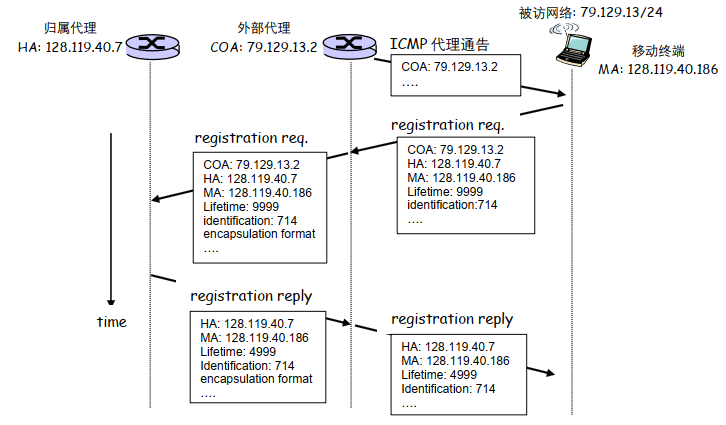 归属代理
HA: 128.119.40.7
外部代理
COA: 79.129.13.2
被访网络: 79.129.13/24
移动终端
MA: 128.119.40.186
ICMP 代理通告
COA: 79.129.13.2
....
registration req.
COA: 79.129.13.2
HA: 128.119.40.7
MA: 128.119.40.186
Lifetime: 9999
identification:714
....
registration req.
COA: 79.129.13.2
HA: 128.119.40.7
MA: 128.119.40.186
Lifetime: 9999
identification: 714
encapsulation format
....
time
registration reply
HA: 128.119.40.7
MA: 128.119.40.186
Lifetime: 4999
Identification: 714
encapsulation format
....
registration reply
HA: 128.119.40.7
MA: 128.119.40.186
Lifetime: 4999
Identification: 714
....